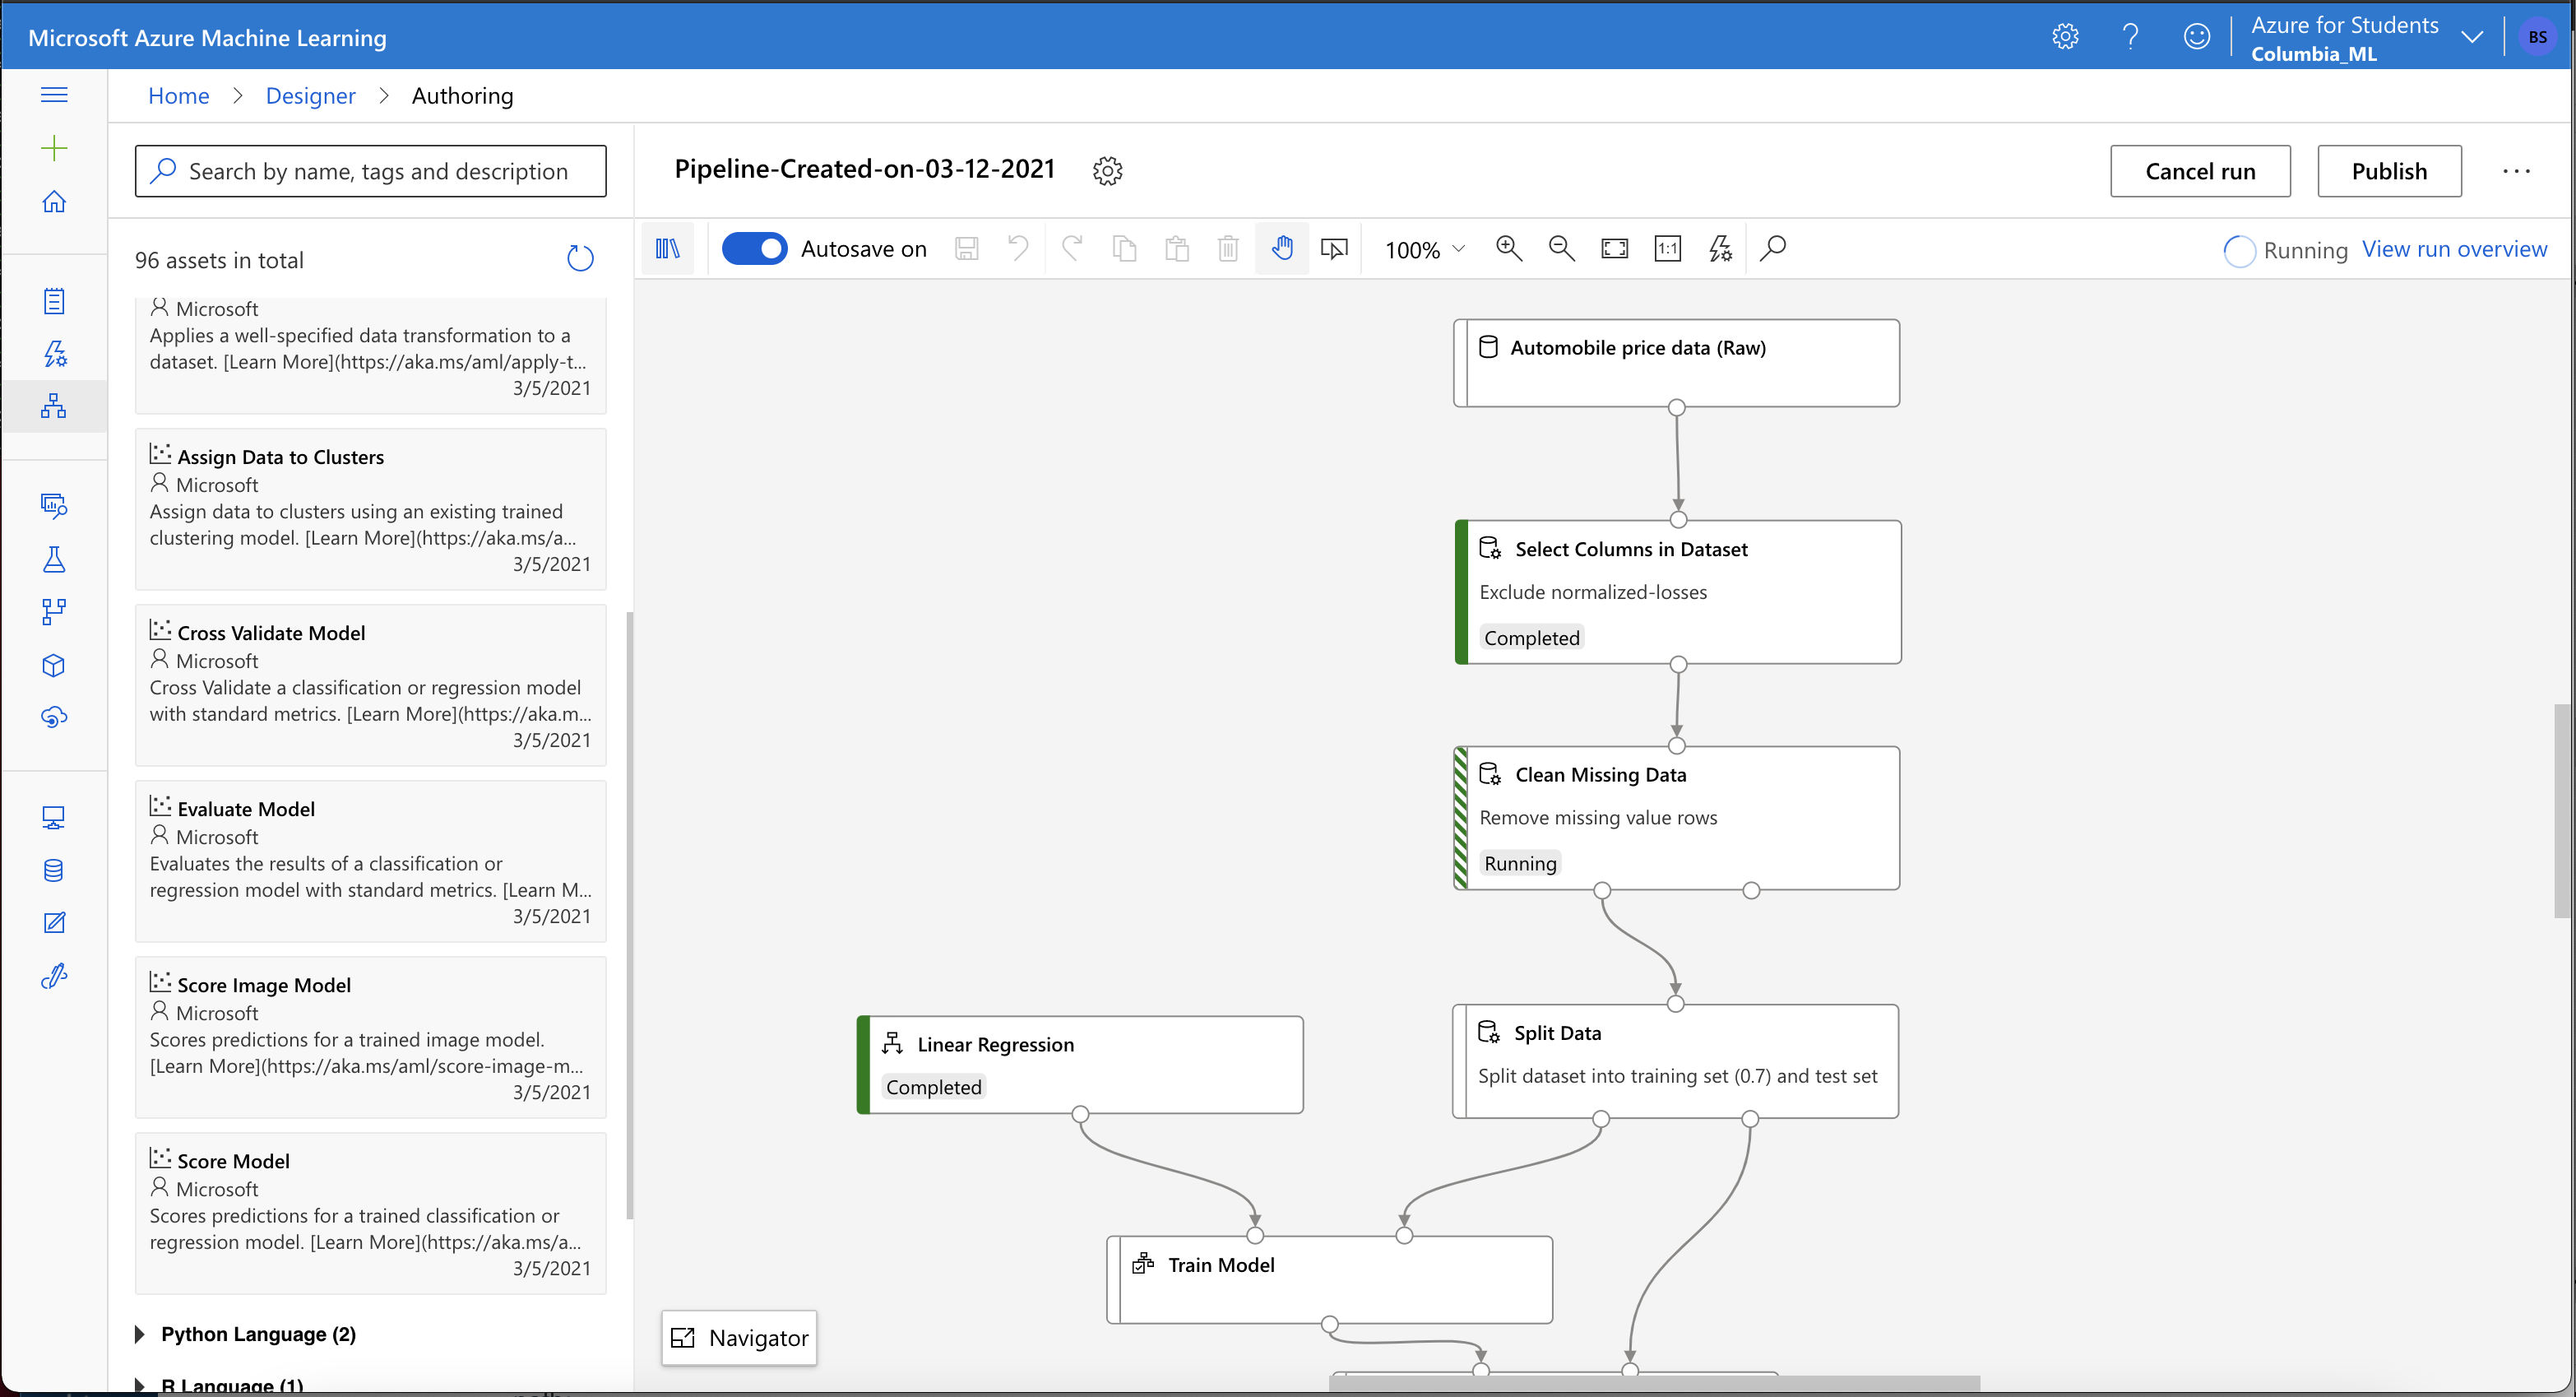 Microsoft Azure Machine Learning
Azure for Students
Columbia_ML
BS
Home > Designer > Authoring
Search by name, tags and description
Pipeline-Created-on-03-12-2021
Cancel run
Publish
...
96 assets in total
Autosave on
100%
1:1
Running
View run overview
Microsoft
Applies a well-specified data transformation to a
dataset. [Learn More](https://aka.ms/aml/apply-t...
3/5/2021
Assign Data to Clusters
Microsoft
Assign data to clusters using an existing trained
clustering model. [Learn More](https://aka.ms/a...
3/5/2021
Cross Validate Model
Microsoft
Cross Validate a classification or regression model
with standard metrics. [Learn More](https://aka.m...
3/5/2021
Evaluate Model
Microsoft
Evaluates the results of a classification or
regression model with standard metrics. [Learn M...
3/5/2021
Score Image Model
Microsoft
Scores predictions for a trained image model.
[Learn More](https://aka.ms/aml/score-image-m...
3/5/2021
Score Model
Microsoft
Scores predictions for a trained classification or
regression model. [Learn More](https://aka.ms/a...
3/5/2021
Python Language (2)
R Language (1)
Automobile price data (Raw)
Select Columns in Dataset
Exclude normalized-losses
Completed
Clean Missing Data
Remove missing value rows
Running
Linear Regression
Completed
Split Data
Split dataset into training set (0.7) and test set
Train Model
Navigator